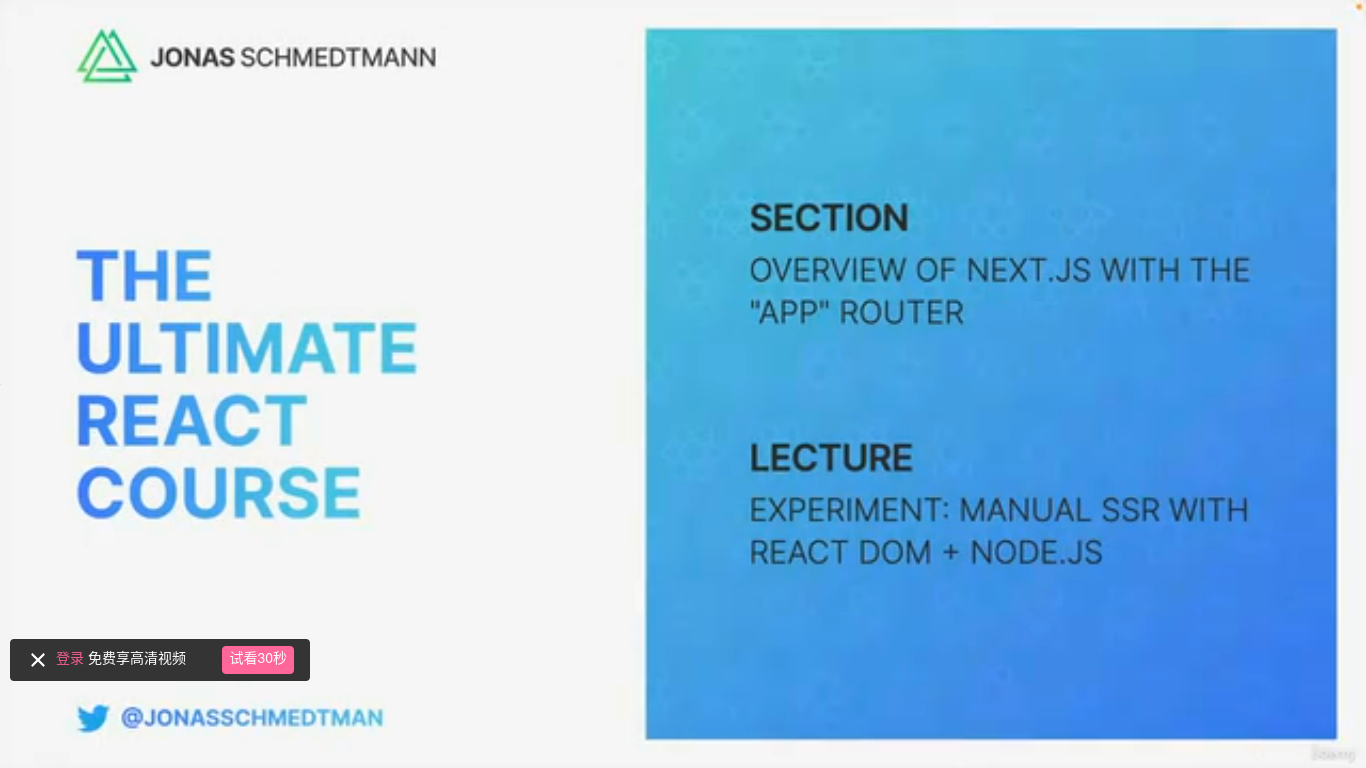 JONAS SCHMEDTMANN
THE
ULTIMATE
REACT
COURSE
SECTION
OVERVIEW OF NEXT.JS WITH THE
"APP" ROUTER
LECTURE
EXPERIMENT: MANUAL SSR WITH
REACT DOM + NODE.JS
登录 免费享高清视频 试看30秒
@JONASSCHMEDTMAN